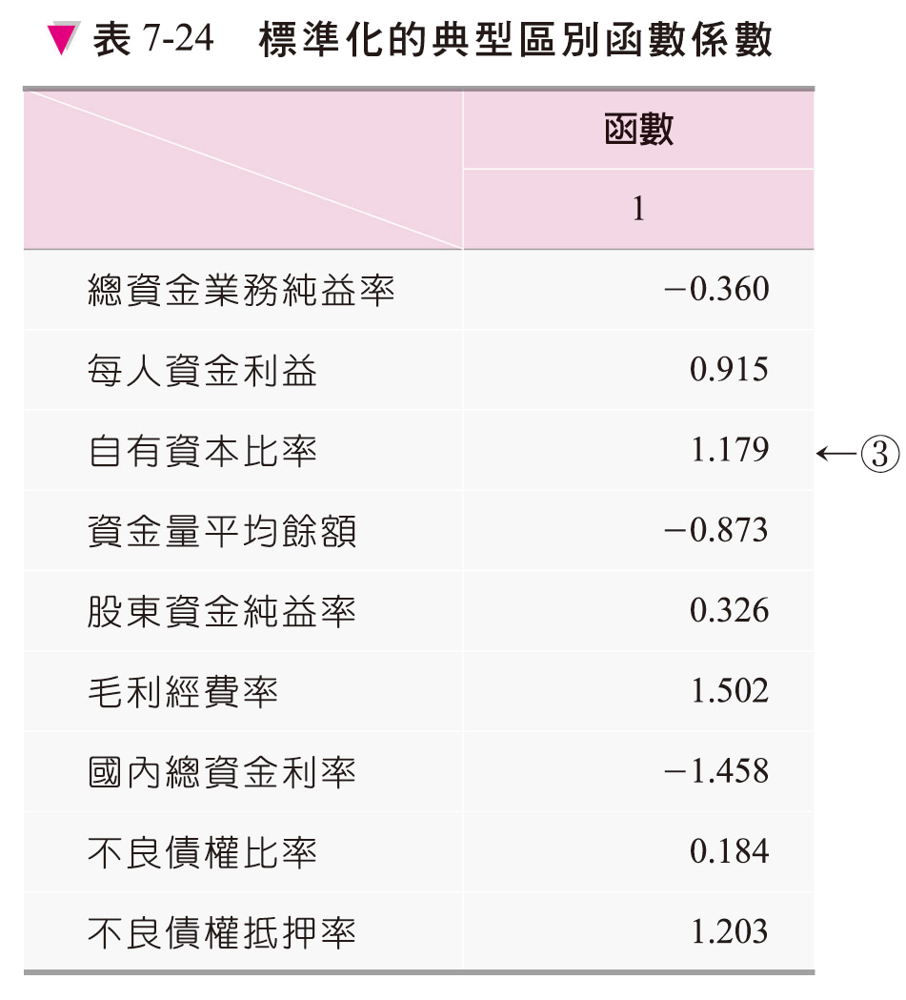 ▼ 表 7-24 標準化的典型區別函數係數
函數
1
總資金業務純益率 −0.360
每人資金利益 0.915
自有資本比率 1.179 ←③
資金量平均餘額 −0.873
股東資金純益率 0.326
毛利經費率 1.502
國內總資金利率 −1.458
不良債權比率 0.184
不良債權抵押率 1.203